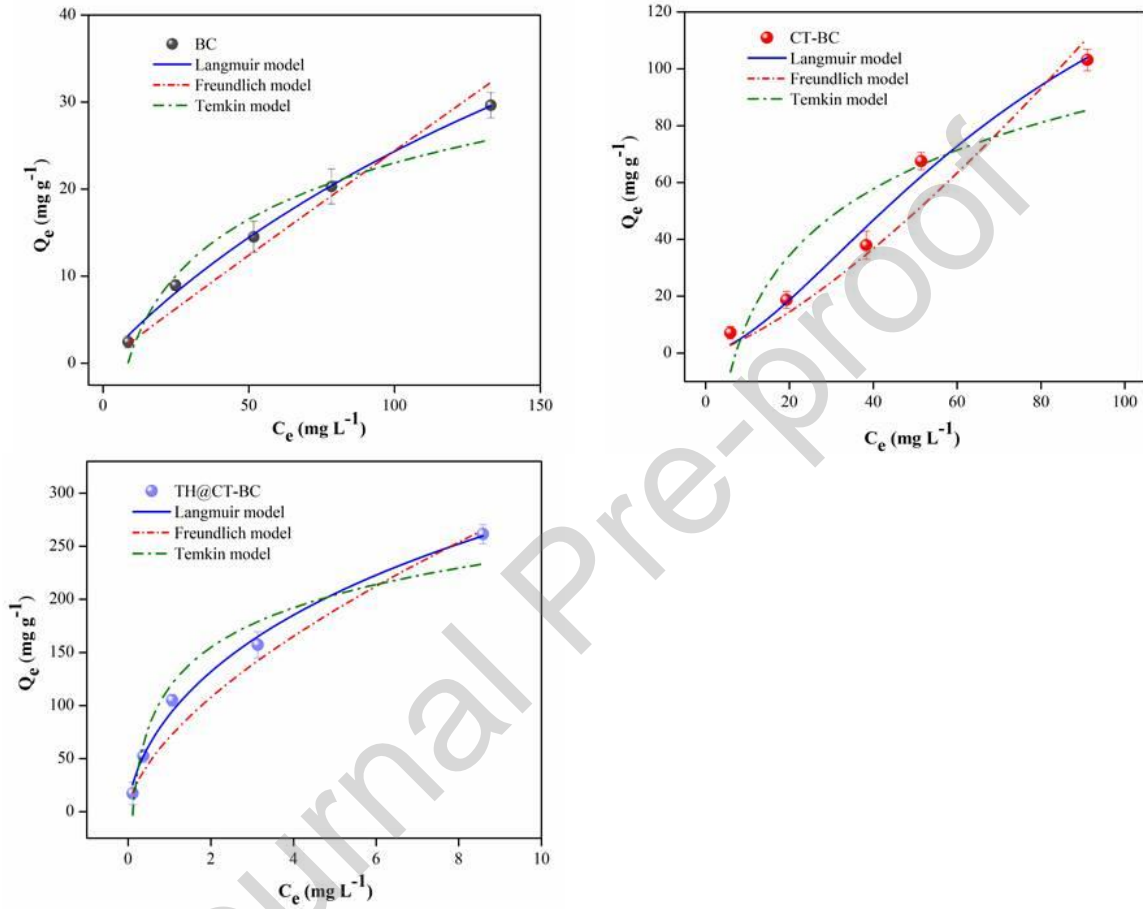 40
30
20
10
0
Qe (mg g-1)
BC
Langmuir model
Freundlich model
Temkin model
0 50 100 150
Ce (mg L-1)
120
100
80
60
40
20
0
Qe (mg g-1)
CT-BC
Langmuir model
Freundlich model
Temkin model
0 20 40 60 80 100
Ce (mg L-1)
300
250
200
150
100
50
0
Qe (mg g-1)
TH@CT-BC
Langmuir model
Freundlich model
Temkin model
0 2 4 6 8 10
Ce (mg L-1)
urnal Pre-proof